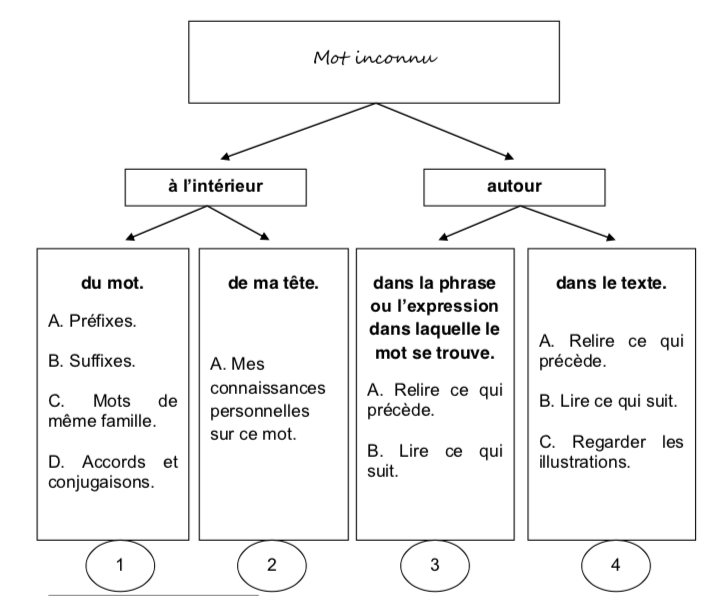 Mot inconnu
à l'intérieur
autour
du mot.
A. Préfixes.
B. Suffixes.
C. Mots de
même famille.
D. Accords et
conjugaisons.
de ma tête.
A. Mes
connaissances
personnelles
sur ce mot.
dans la phrase
ou l'expression
dans laquelle le
mot se trouve.
A. Relire ce qui
précède.
B. Lire ce qui
suit.
dans le texte.
A. Relire ce qui
précède.
B. Lire ce qui suit.
C. Regarder les
illustrations.
1
2
3
4